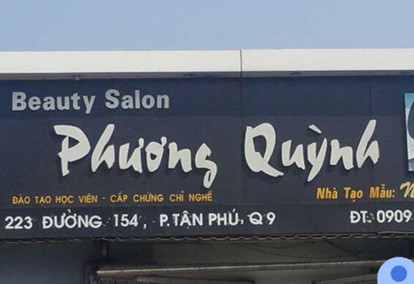 Beauty Salon
Phương Quỳnh
ĐÀO TẠO HỌC VIÊN - CẤP CHỨNG CHỈ NGHỀ
Nhà Tạo Mẫu:
223 ĐƯỜNG 154, P.TÂN PHÚ, Q9
ĐT. 0909